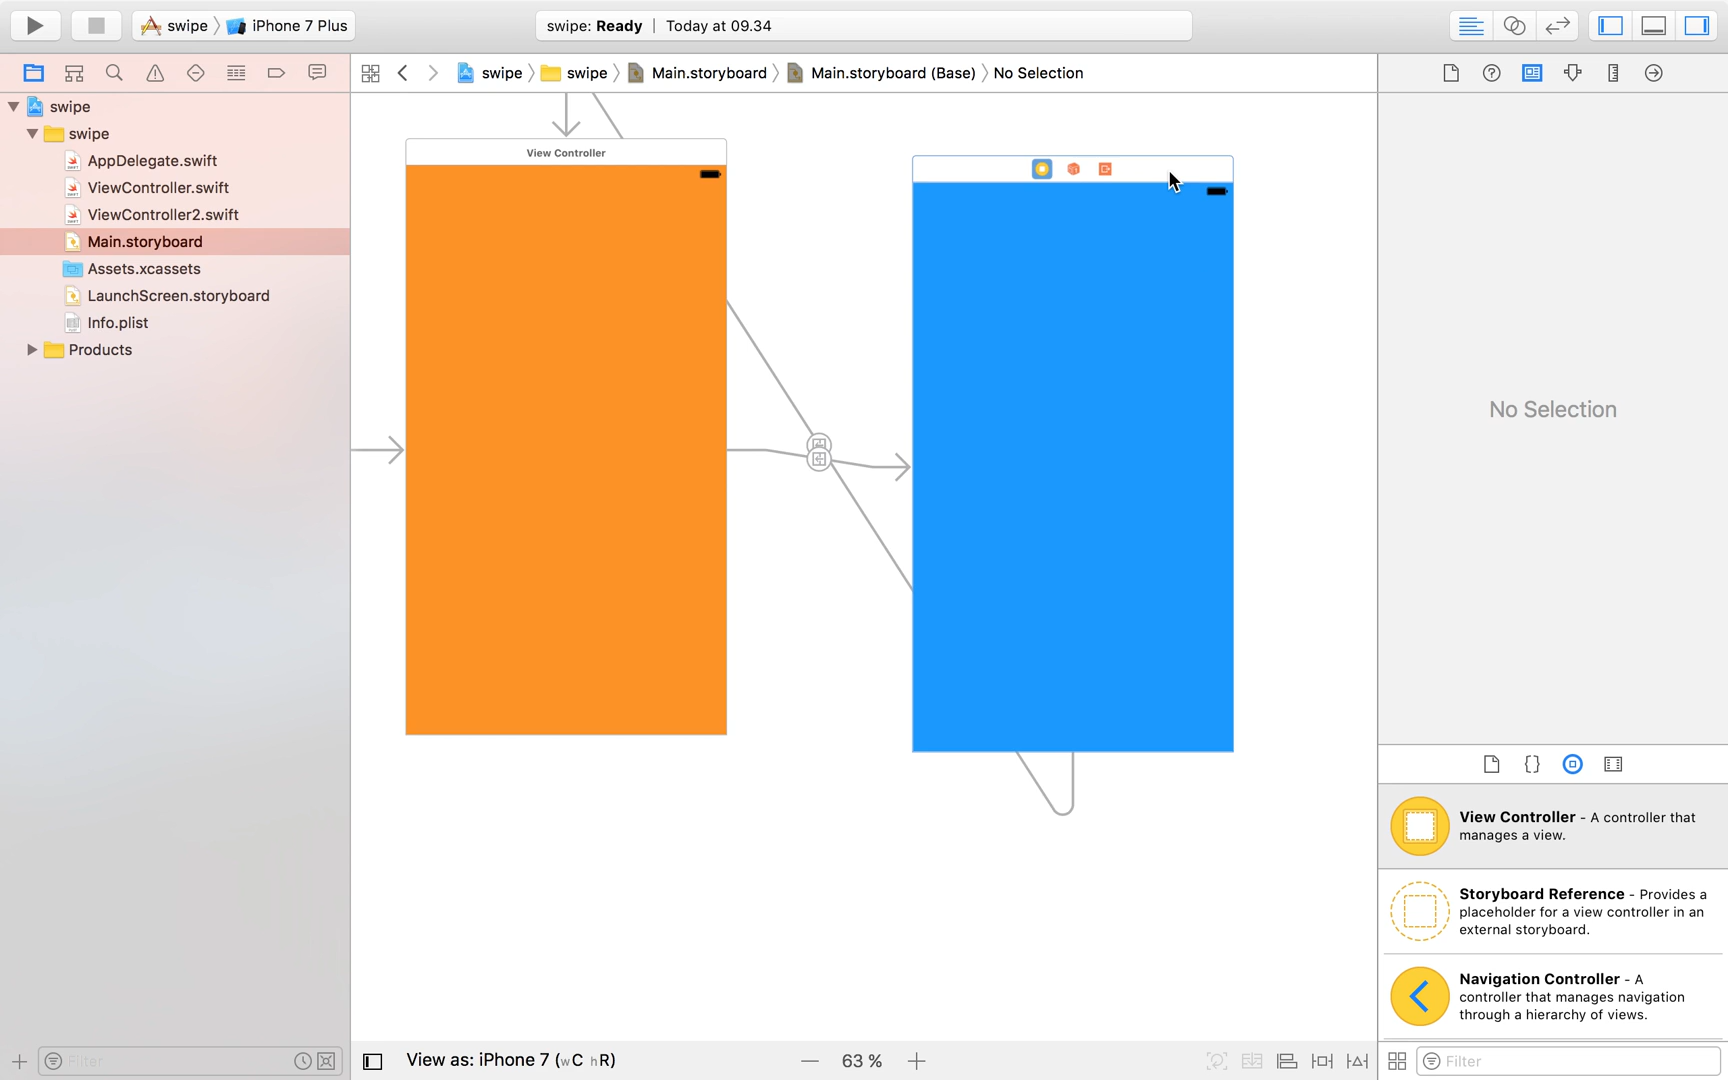 swipe iPhone 7 Plus
swipe: Ready | Today at 09.34
swipe swipe Main.storyboard Main.storyboard (Base) No Selection
swipe
swipe
AppDelegate.swift
ViewController.swift
ViewController2.swift
Main.storyboard
Assets.xcassets
LaunchScreen.storyboard
Info.plist
Products
View Controller
No Selection
View Controller - A controller that
manages a view.
Storyboard Reference - Provides a
placeholder for a view controller in an
external storyboard.
Navigation Controller - A
controller that manages navigation
through a hierarchy of views.
Filter
View as: iPhone 7 (wC hR)
63 %
Filter